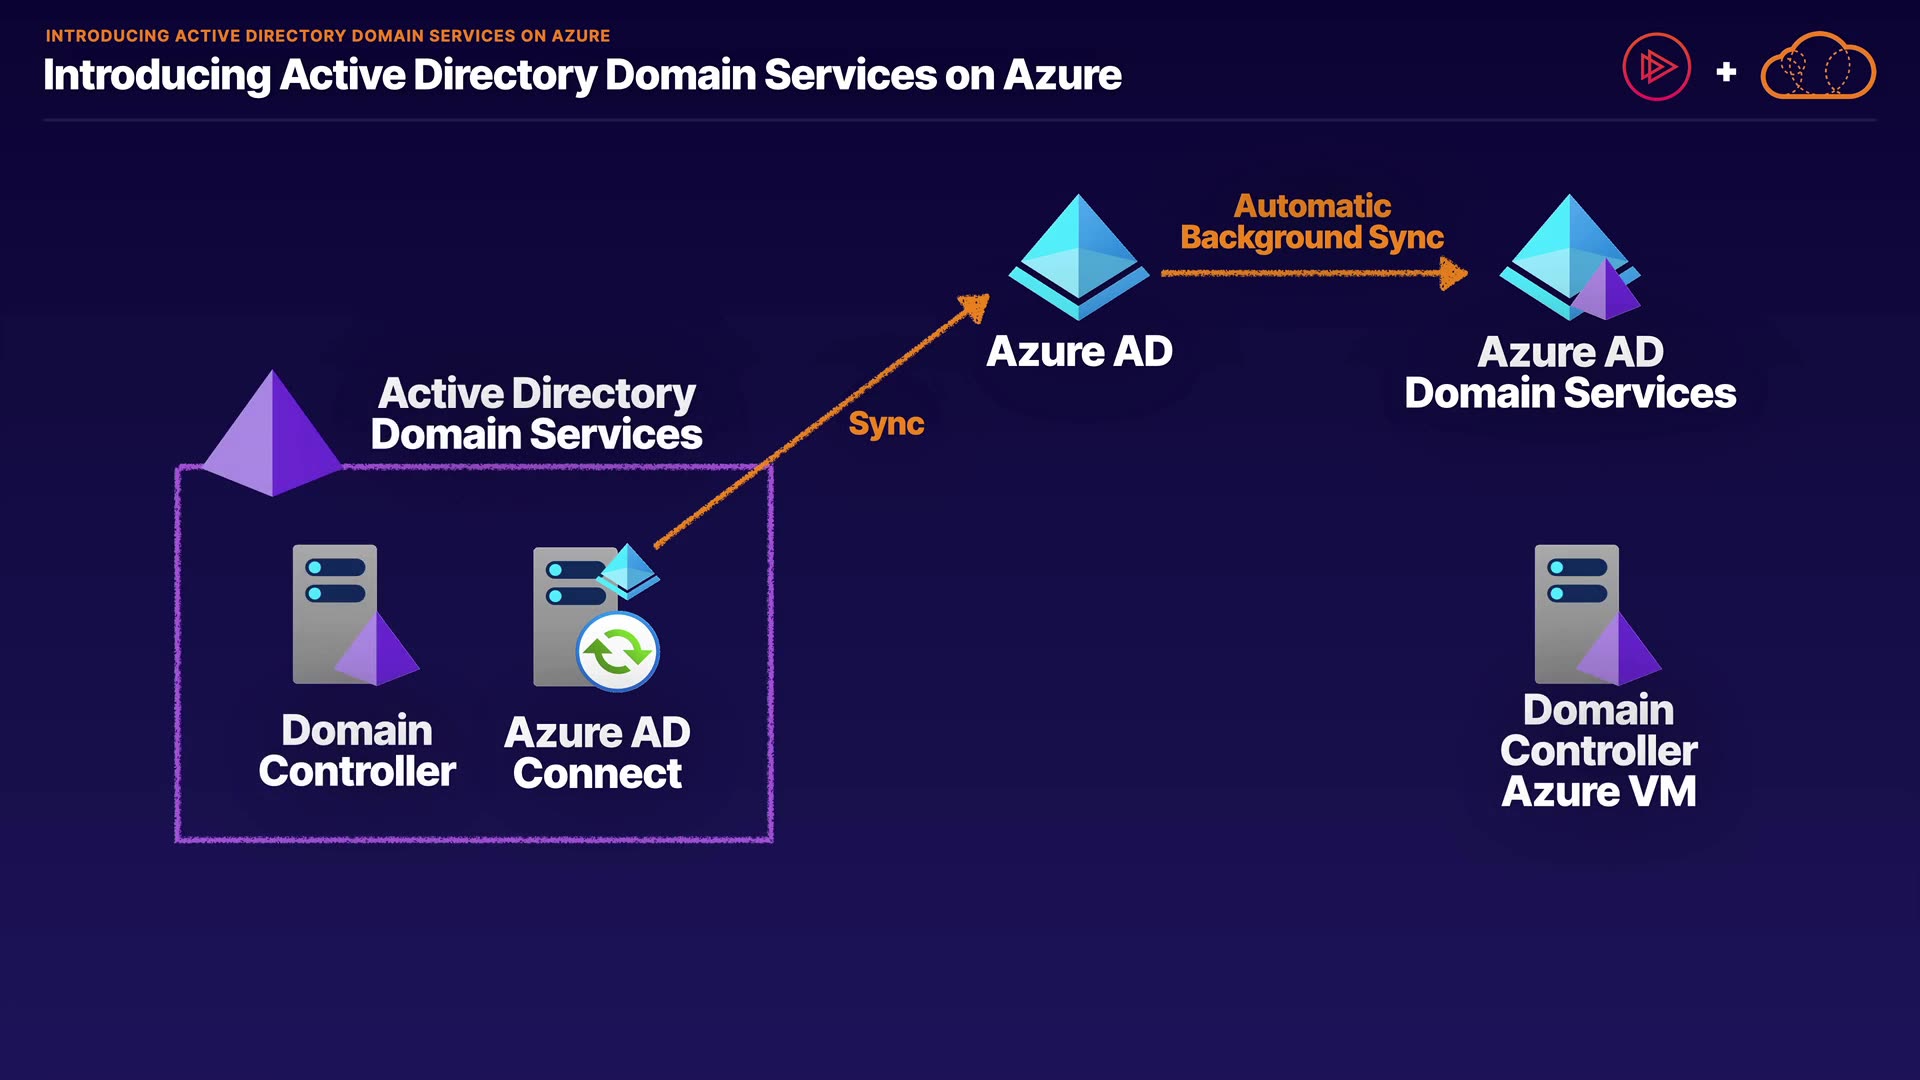 INTRODUCING ACTIVE DIRECTORY DOMAIN SERVICES ON AZURE
Introducing Active Directory Domain Services on Azure
+
Automatic
Background Sync
Azure AD
Azure AD
Domain Services
Sync
Active Directory
Domain Services
Domain
Controller
Azure AD
Connect
Domain
Controller
Azure VM